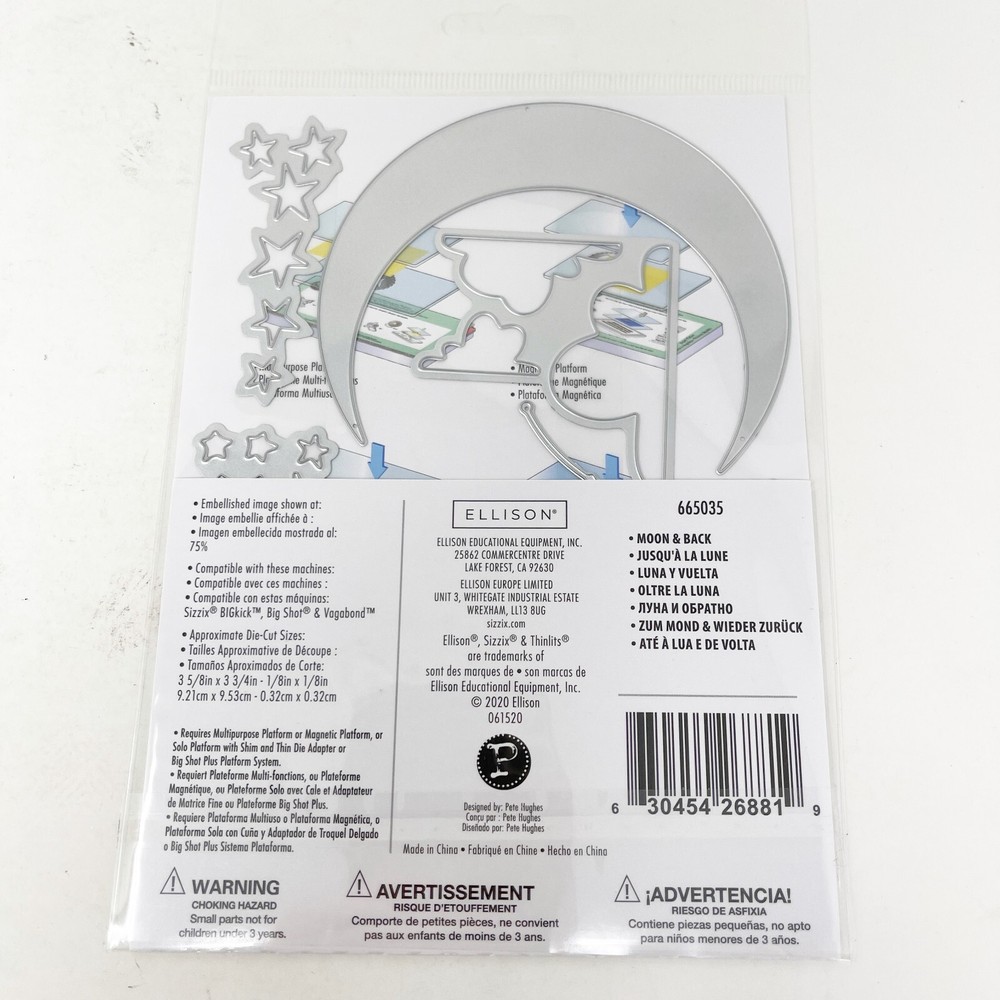 • Platform
Magnétique
Magnética
• Embellished image shown at:
• Image embellie affichée à :
• Imagen embellecida mostrada al:
75%
• Compatible with these machines:
• Compatible avec ces machines :
• Compatible con estas máquinas:
Sizzix® BIGkick™, Big Shot® & Vagabond™
• Approximate Die-Cut Sizes:
• Tailles Approximative de Découpe :
• Tamaños Aproximados de Corte:
3 5/8in x 3 3/4in - 1/8in x 1/8in
9.21cm x 9.53cm - 0.32cm x 0.32cm
• Requires Multipurpose Platform or Magnetic Platform, or
Solo Platform with Shim and Thin Die Adapter or
Big Shot Plus Platform System.
• Requiert Plateforme Multi-fonctions, ou Plateforme
Magnétique, ou Plateforme Solo avec Cale et Adaptateur
de Matrice Fine ou Plateforme Big Shot Plus.
• Requiere Plataforma Multiuso o Plataforma Magnética, o
Plataforma Sola con Cuña y Adaptador de Troquel Delgado
o Big Shot Plus Sistema Plataforma.
ELLISON®
ELLISON EDUCATIONAL EQUIPMENT, INC.
25862 COMMERCENTRE DRIVE
LAKE FOREST, CA 92630
ELLISON EUROPE LIMITED
UNIT 3, WHITEGATE INDUSTRIAL ESTATE
WREXHAM, LL13 8UG
sizzix.com
Ellison®, Sizzix® & Thinlits®
are trademarks of
sont des marques de • son marcas de
Ellison Educational Equipment, Inc.
© 2020 Ellison
061520
P
Designed by: Pete Hughes
Conçu par : Pete Hughes
Diseñado por: Pete Hughes
Made in China • Fabriqué en Chine • Hecho en China
665035
• MOON & BACK
• JUSQU'À LA LUNE
• LUNA Y VUELTA
• OLTRE LA LUNA
• ЛУНА И ОБРАТНО
• ZUM MOND & WIEDER ZURÜCK
• ATÉ À LUA E DE VOLTA
6 30454 26881 9
WARNING
CHOKING HAZARD
Small parts not for
children under 3 years.
AVERTISSEMENT
RISQUE D'ETOUFFEMENT
Comporte de petites pièces, ne convient
pas aux enfants de moins de 3 ans.
¡ADVERTENCIA!
RIESGO DE ASFIXIA
Contiene piezas pequeñas, no apto
para niños menores de 3 años.